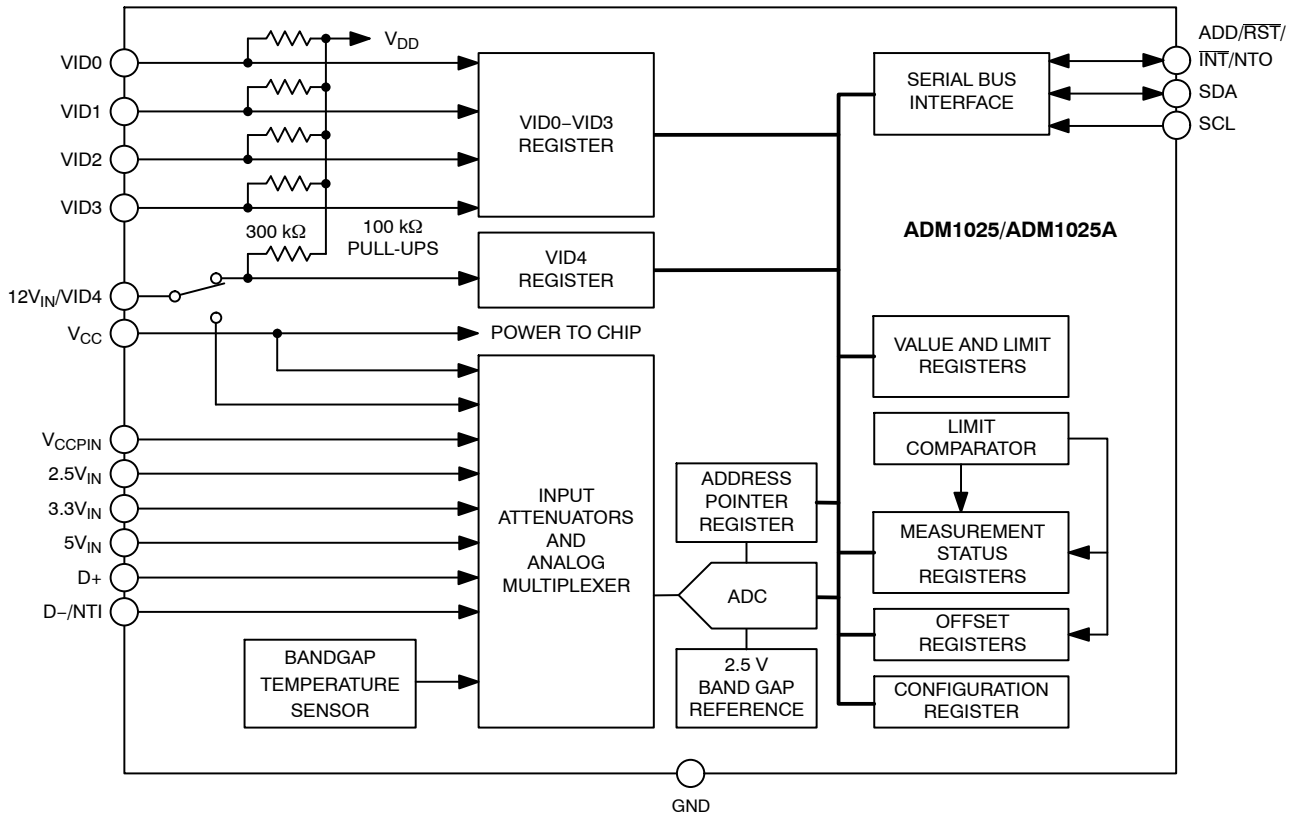 VID0
VID1
VID2
VID3
12VIN/VID4
VCC
VCCPIN
2.5VIN
3.3VIN
5VIN
D+
D−/NTI
VDD
300 kΩ
100 kΩ
PULL-UPS
VID0−VID3
REGISTER
VID4
REGISTER
POWER TO CHIP
INPUT
ATTENUATORS
AND
ANALOG
MULTIPLEXER
BANDGAP
TEMPERATURE
SENSOR
ADDRESS
POINTER
REGISTER
ADC
2.5 V
BAND GAP
REFERENCE
SERIAL BUS
INTERFACE
ADM1025/ADM1025A
VALUE AND LIMIT
REGISTERS
LIMIT
COMPARATOR
MEASUREMENT
STATUS
REGISTERS
OFFSET
REGISTERS
CONFIGURATION
REGISTER
ADD/RST/
INT/NTO
SDA
SCL
GND